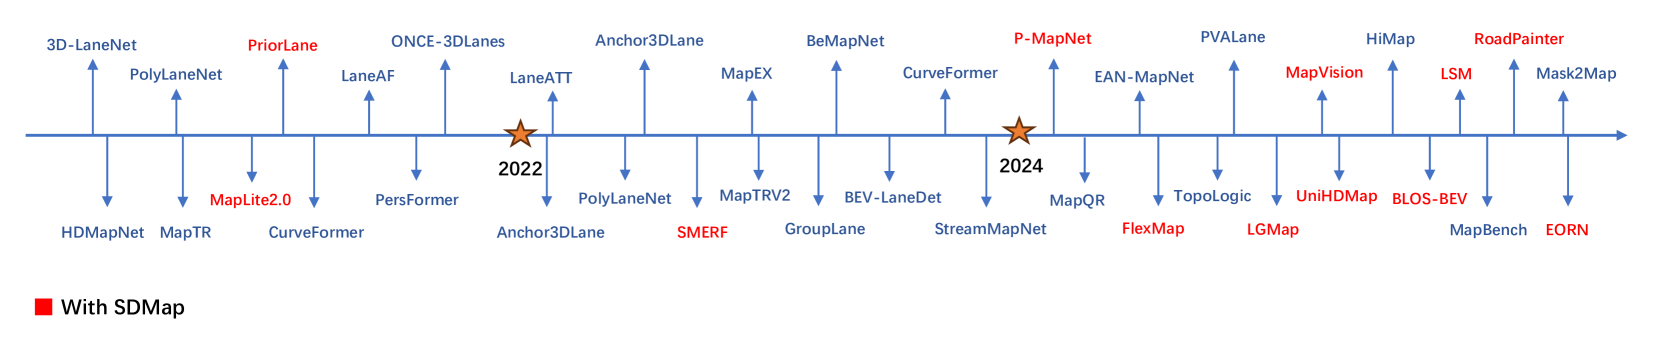 3D-LaneNet
PriorLane
ONCE-3DLanes
Anchor3DLane
BeMapNet
P-MapNet
PVALane
HiMap
RoadPainter
PolyLaneNet
LaneAF
LaneATT
MapEX
CurveFormer
EAN-MapNet
MapVision
LSM
Mask2Map
2022
2024
MapLite2.0
PersFormer
PolyLaneNet
MapTRV2
BEV-LaneDet
MapQR
TopoLogic
UniHDMap
BLOS-BEV
HDMapNet
MapTR
CurveFormer
Anchor3DLane
SMERF
GroupLane
StreamMapNet
FlexMap
LGMap
MapBench
EORN
With SDMap